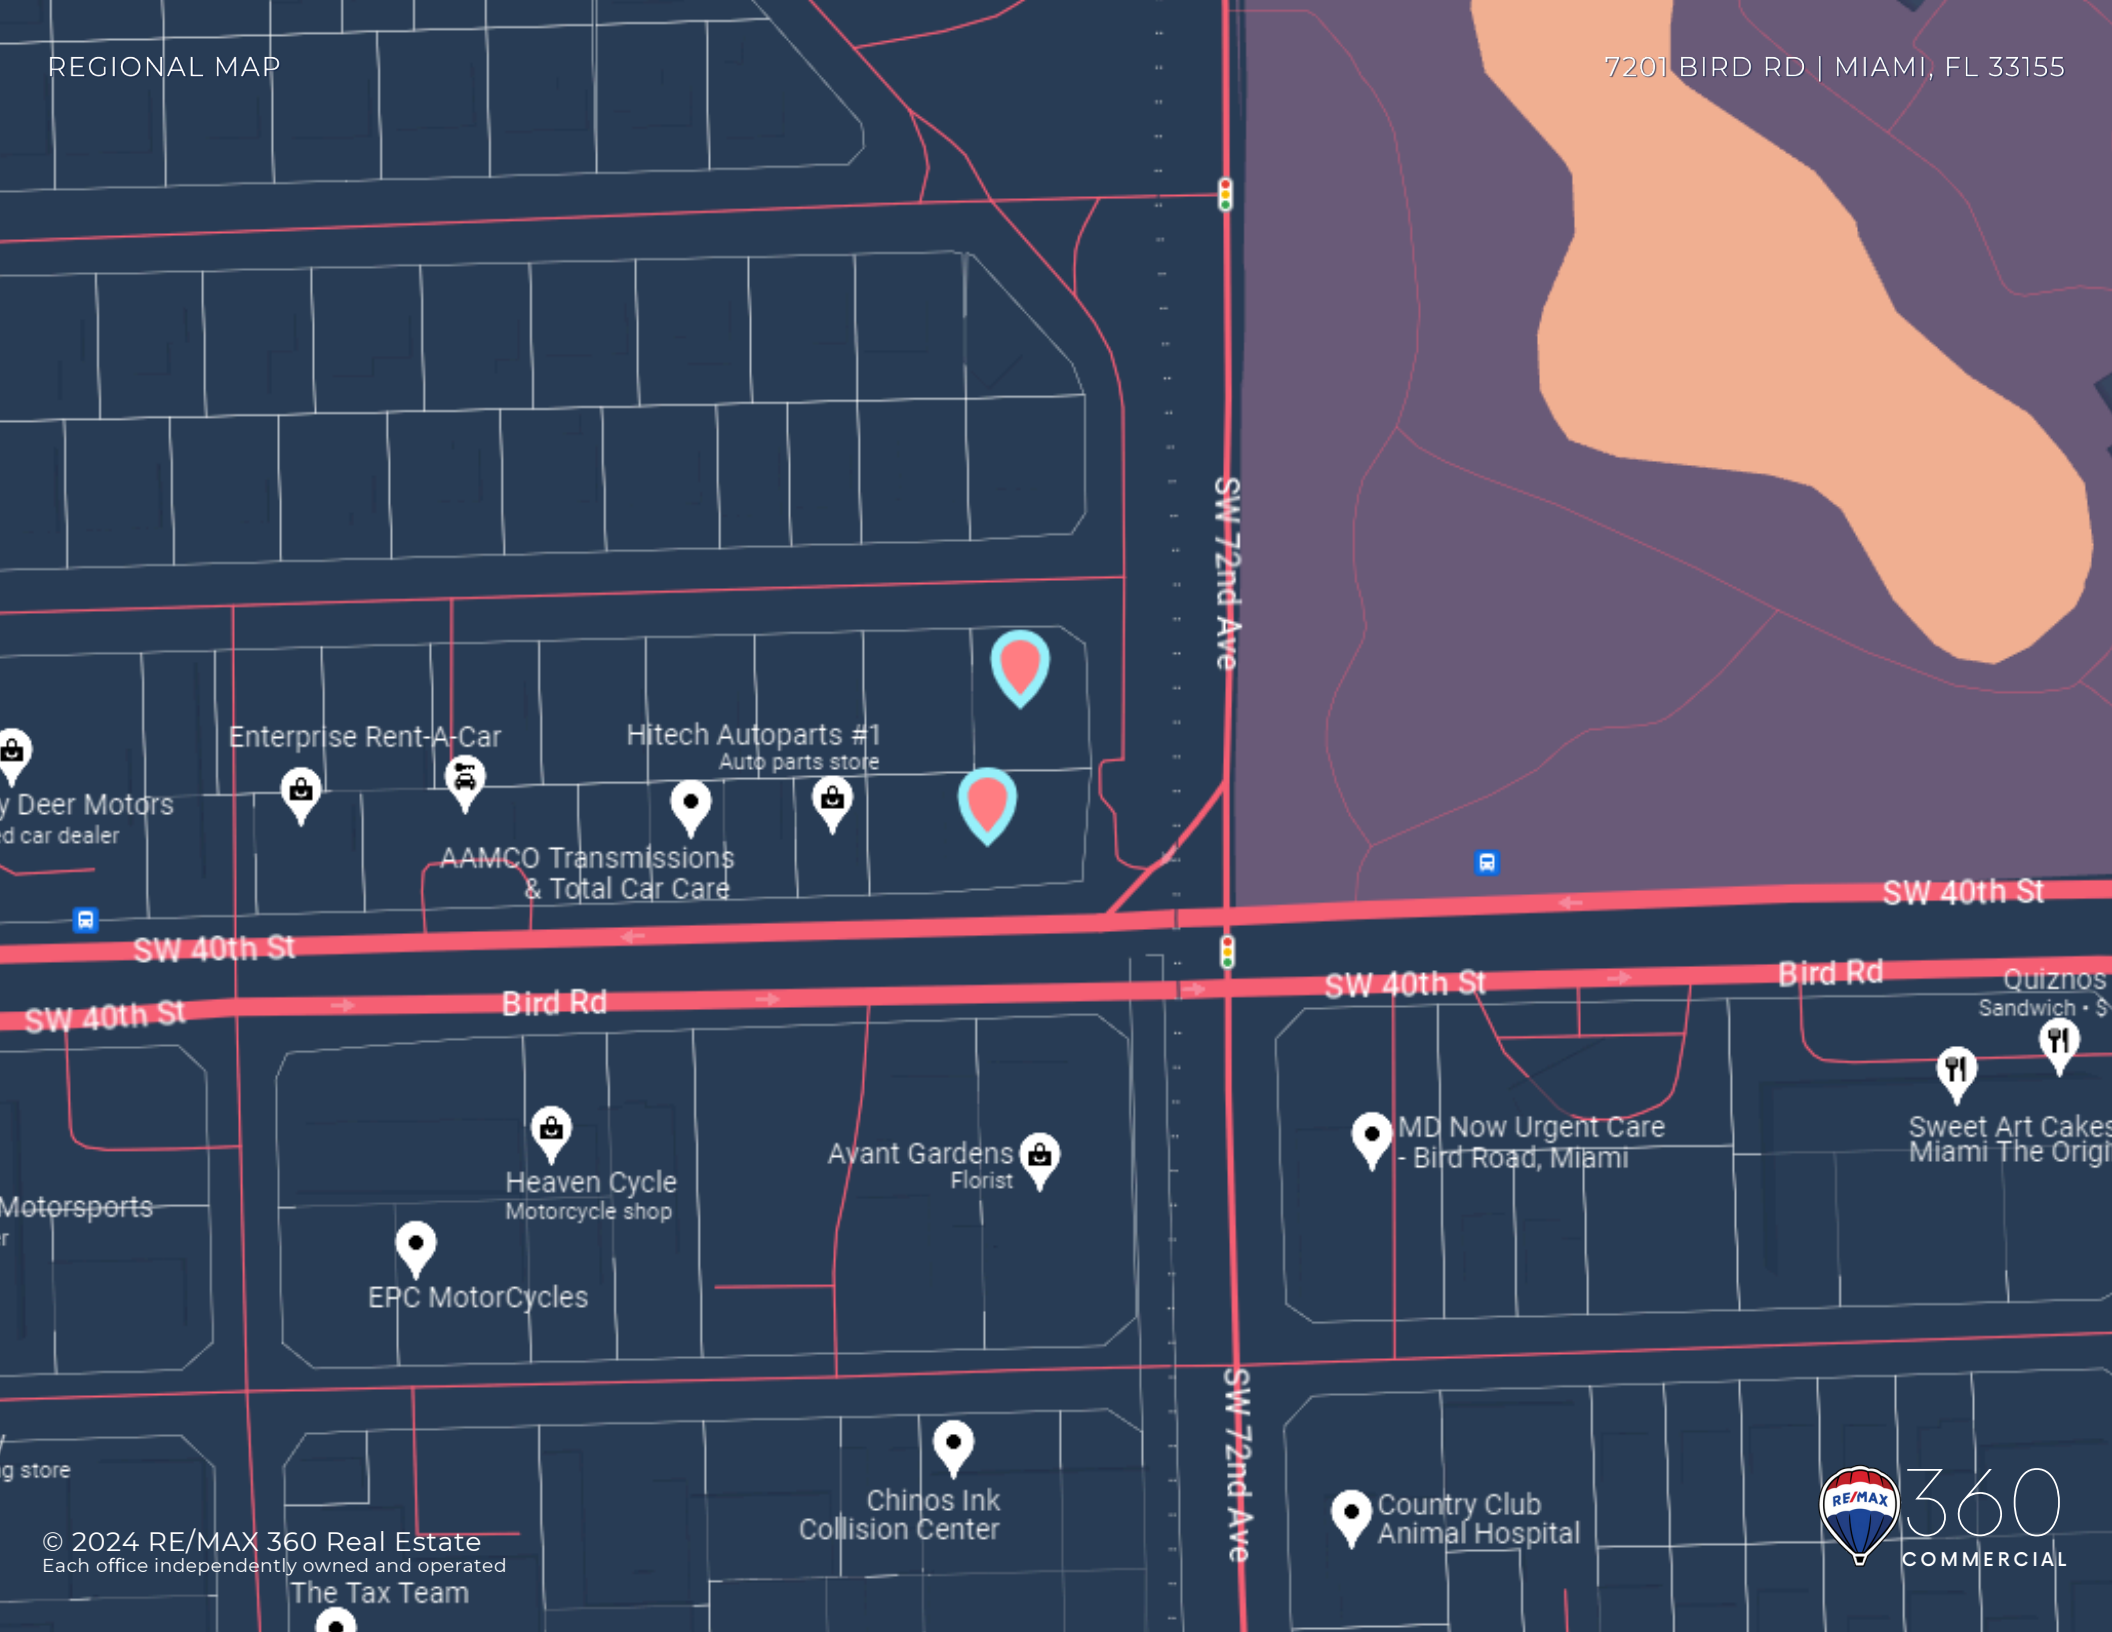 REGIONAL MAP
7201 BIRD RD | MIAMI, FL 33155
SW 72nd Ave
Enterprise Rent-A-Car
Hitech Autoparts #1
Auto parts store
y Deer Motors
ed car dealer
AAMCO Transmissions
& Total Car Care
SW 40th St
SW 40th St
SW 40th St
Bird Rd
SW 40th St
Bird Rd
Quiznos
Sandwich • $
Heaven Cycle
Motorcycle shop
Avant Gardens
Florist
MD Now Urgent Care
- Bird Road, Miami
Sweet Art Cakes
Miami The Origi
Motorsports
er
EPC MotorCycles
SW 72nd Ave
g store
Chinos Ink
Collision Center
Country Club
Animal Hospital
RE/MAX
360
COMMERCIAL
© 2024 RE/MAX 360 Real Estate
Each office independently owned and operated
The Tax Team